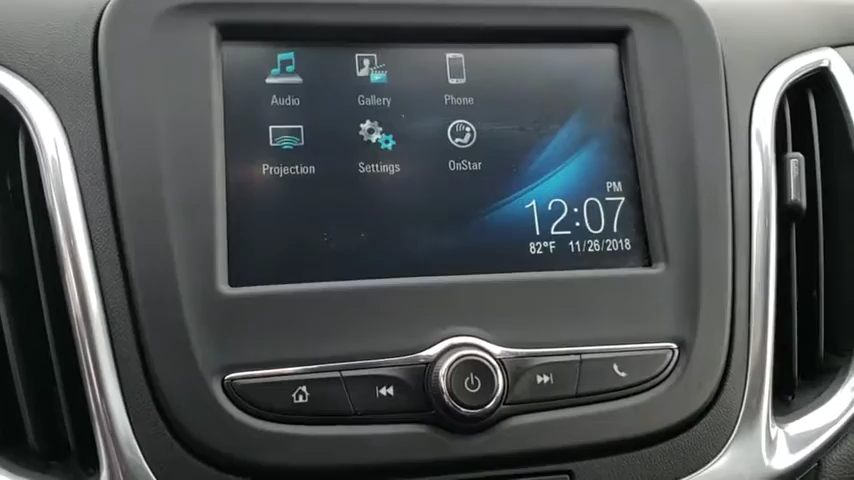 Audio Gallery Phone
Projection Settings OnStar
PM
12:07
82°F 11/26/2018